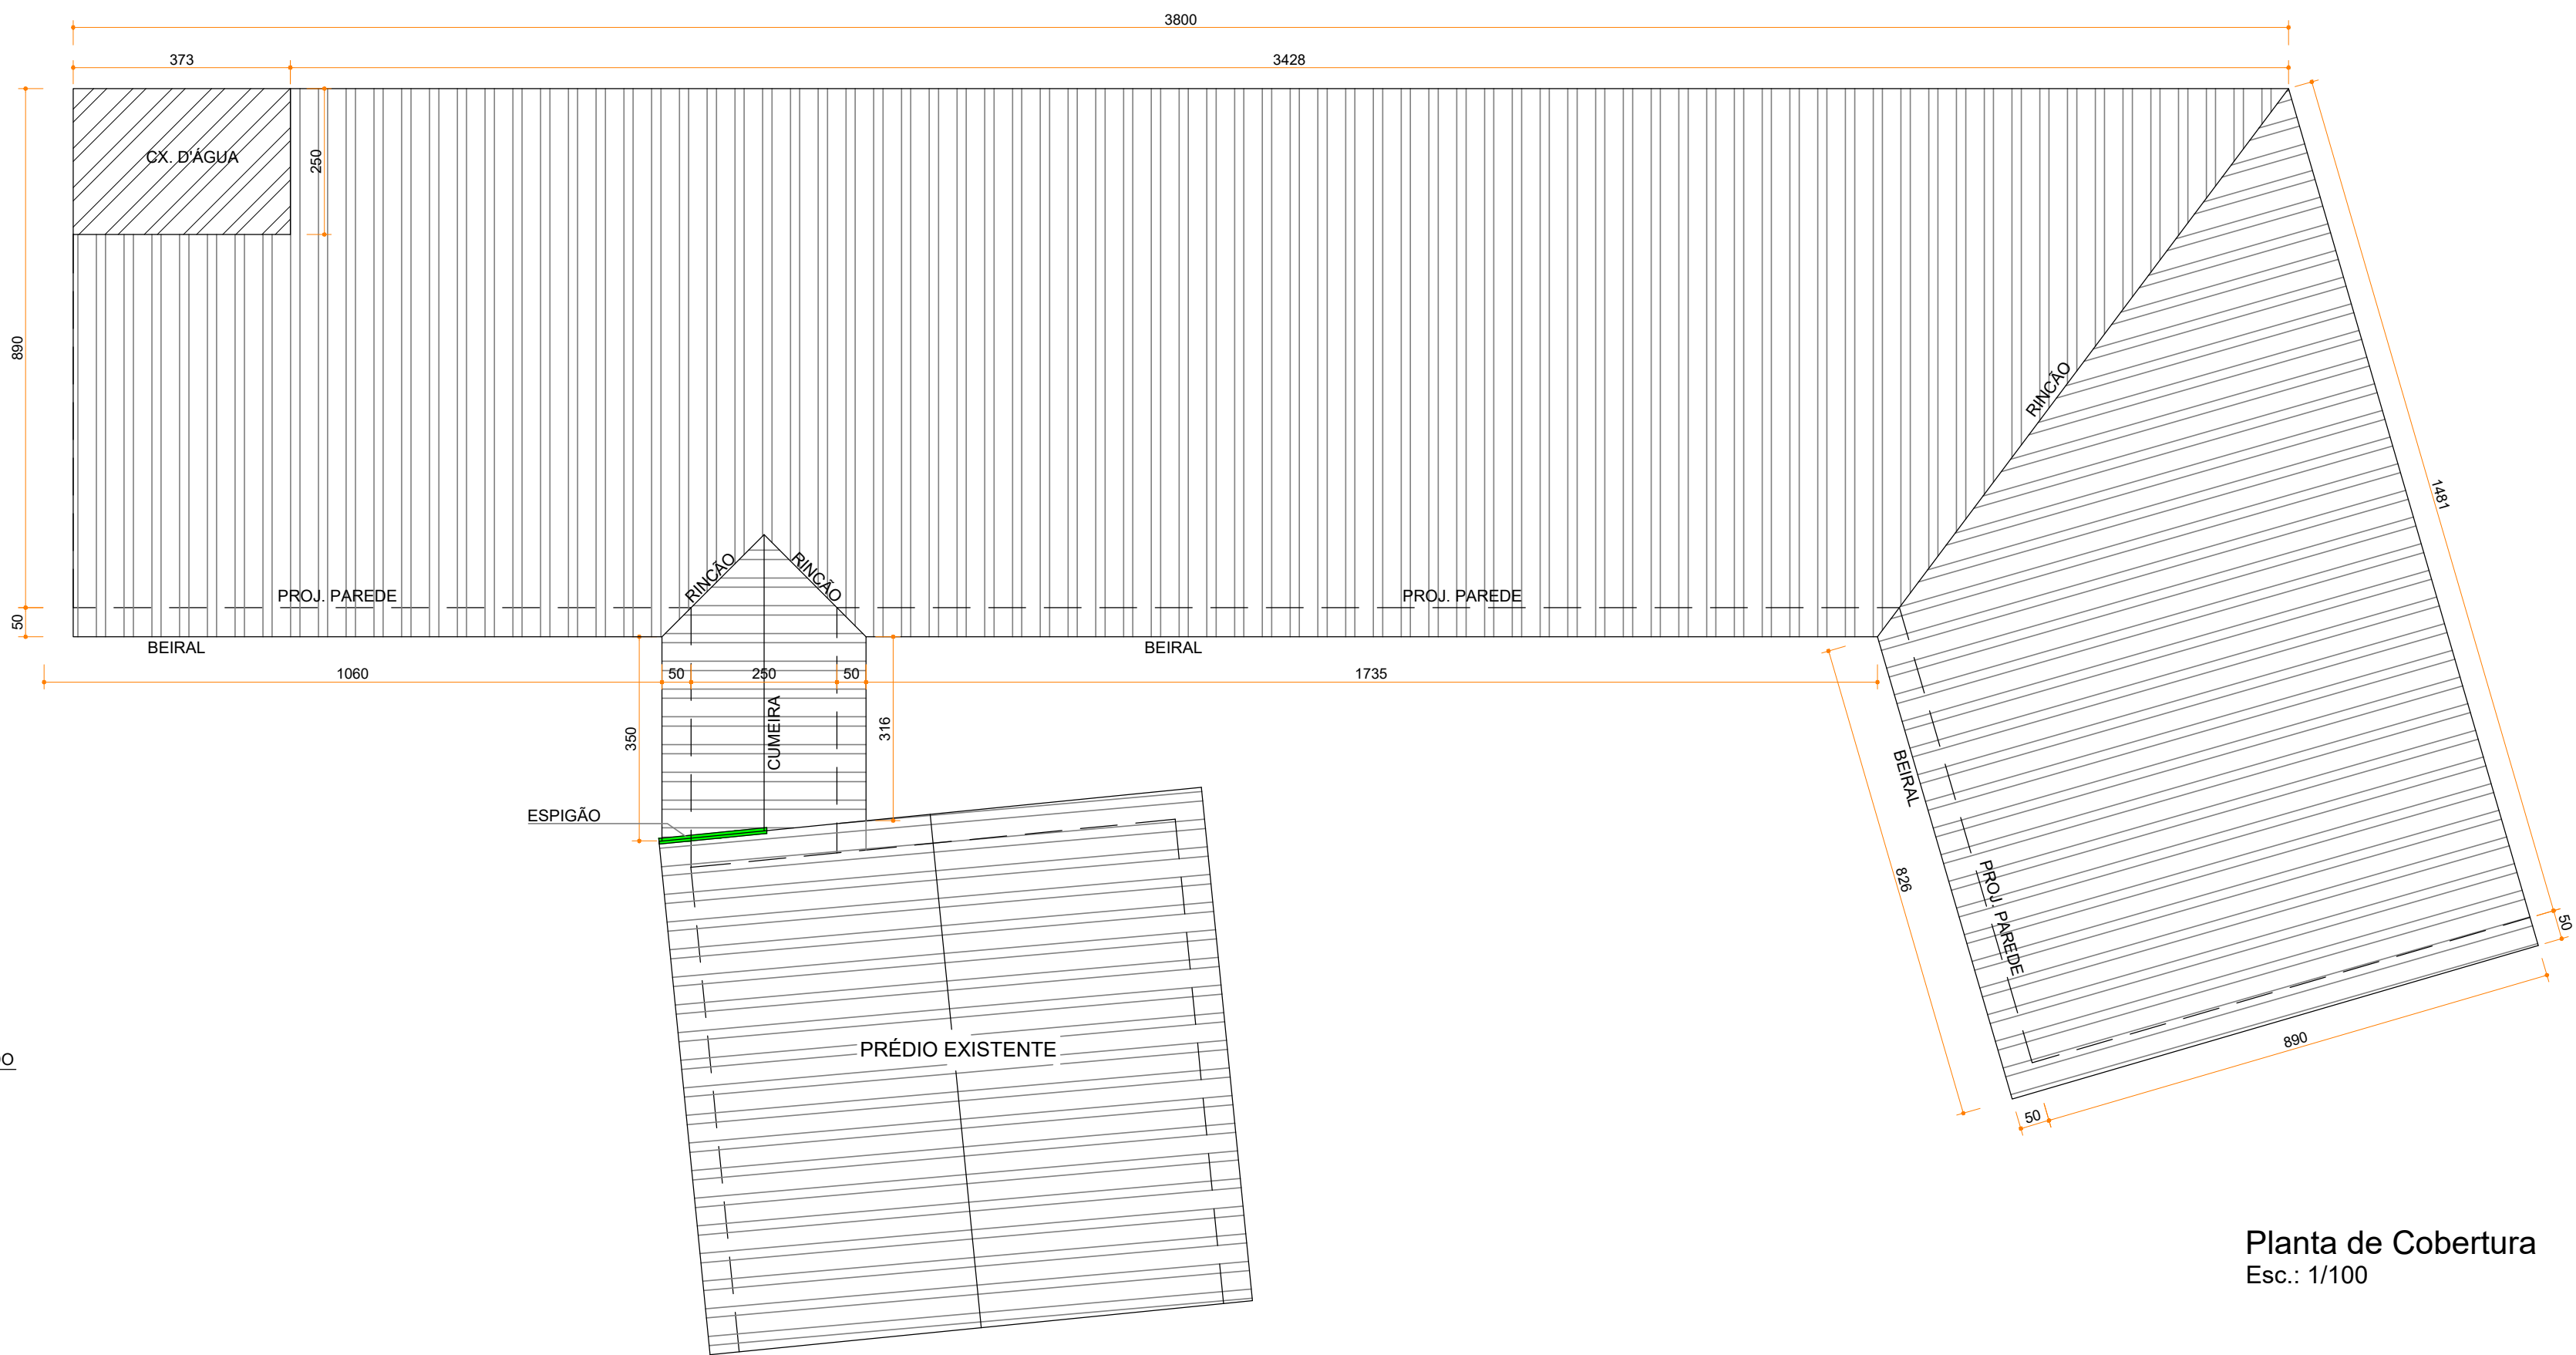 3800
373
3428
CX. D'ÁGUA
250
890
RINCÃO
1481
RINCÃO
RINCÃO
PROJ. PAREDE
PROJ. PAREDE
50
BEIRAL
BEIRAL
1060
50
250
50
1735
350
CUMEIRA
316
BEIRAL
ESPIGÃO
826
PROJ. PAREDE
50
PRÉDIO EXISTENTE
890
50
Planta de Cobertura
Esc.: 1/100